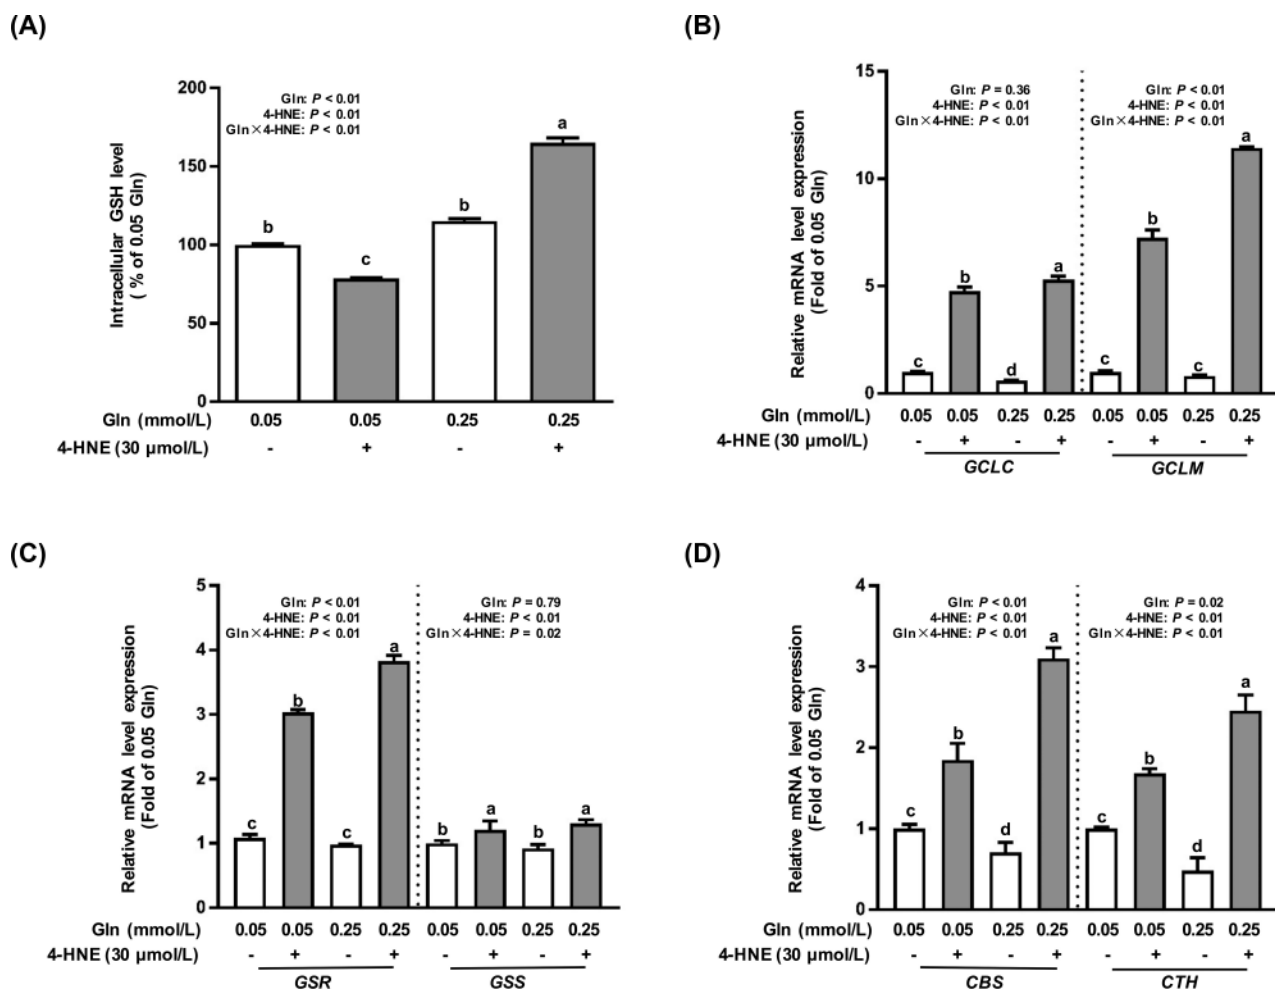 (A)
Gln: P < 0.01
4-HNE: P < 0.01
Gln×4-HNE: P < 0.01
Intracellular GSH level
( % of 0.05 Gln)
200
150
100
50
0
b
c
b
a
Gln (mmol/L) 0.05 0.05 0.25 0.25
4-HNE (30 μmol/L) - + - +
(B)
Gln: P = 0.36
4-HNE: P < 0.01
Gln×4-HNE: P < 0.01
Gln: P < 0.01
4-HNE: P < 0.01
Gln×4-HNE: P < 0.01
Relative mRNA level expression
(Fold of 0.05 Gln)
15
10
5
0
c
b
d
a
c
b
c
a
Gln (mmol/L) 0.05 0.05 0.25 0.25 0.05 0.05 0.25 0.25
4-HNE (30 μmol/L) - + - + - + - +
GCLC GCLM
(C)
Gln: P < 0.01
4-HNE: P < 0.01
Gln×4-HNE: P < 0.01
Gln: P = 0.79
4-HNE: P < 0.01
Gln×4-HNE: P = 0.02
Relative mRNA level expression
(Fold of 0.05 Gln)
5
4
3
2
1
0
c
b
c
a
b
a
b
a
Gln (mmol/L) 0.05 0.05 0.25 0.25 0.05 0.05 0.25 0.25
4-HNE (30 μmol/L) - + - + - + - +
GSR GSS
(D)
Gln: P < 0.01
4-HNE: P < 0.01
Gln×4-HNE: P < 0.01
Gln: P = 0.02
4-HNE: P < 0.01
Gln×4-HNE: P < 0.01
Relative mRNA level expression
(Fold of 0.05 Gln)
4
3
2
1
0
c
b
d
a
c
b
d
a
Gln (mmol/L) 0.05 0.05 0.25 0.25 0.05 0.05 0.25 0.25
4-HNE (30 μmol/L) - + - + - + - +
CBS CTH